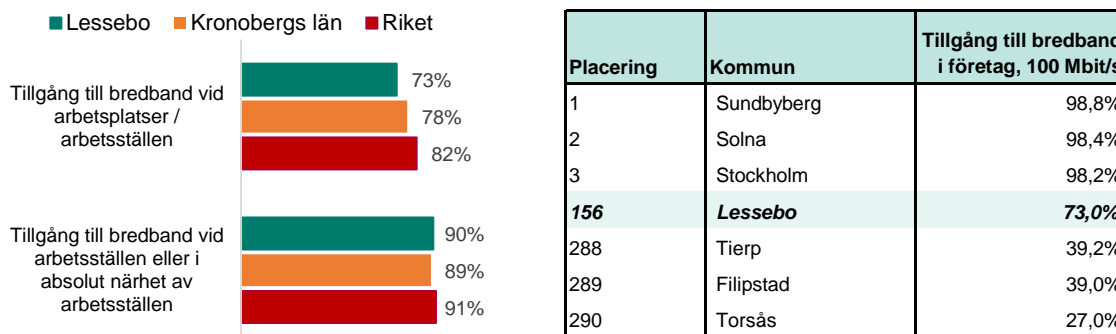 Lessebo Kronobergs län Riket
Tillgång till bredband vid
arbetsplatser /
arbetsställen
73%
78%
82%
Tillgång till bredband vid
arbetsställen eller i
absolut närhet av
arbetsställen
90%
89%
91%
Placering Kommun Tillgång till bredband
i företag, 100 Mbit/s
1 Sundbyberg 98,8%
2 Solna 98,4%
3 Stockholm 98,2%
156 Lessebo 73,0%
288 Tierp 39,2%
289 Filipstad 39,0%
290 Torsås 27,0%